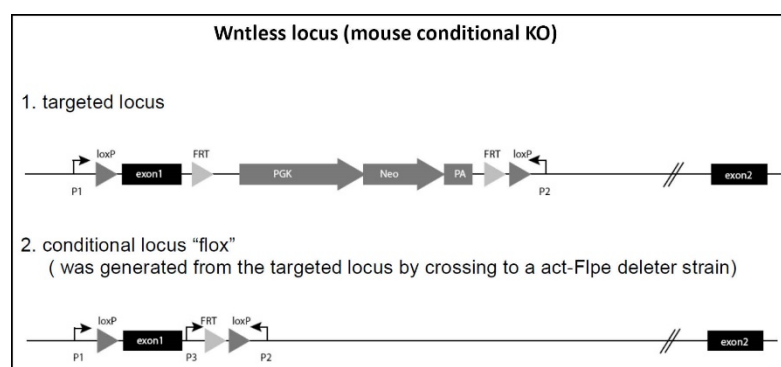 Wntless locus (mouse conditional KO)
1. targeted locus
loxP FRT FRT loxP
exon1 PGK Neo PA exon2
P1 P2
2. conditional locus “flox”
( was generated from the targeted locus by crossing to a act-Flpe deleter strain)
loxP FRT loxP
exon1 exon2
P1 P3 P2